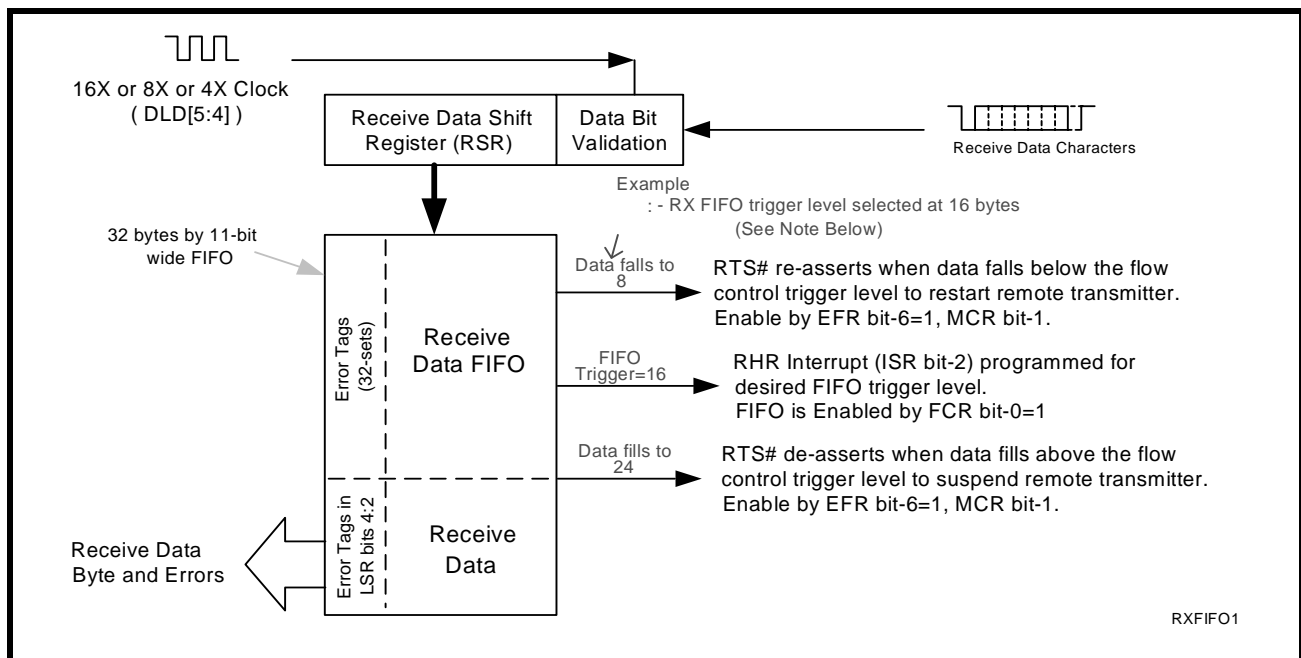 16X or 8X or 4X Clock
( DLD[5:4] )
Receive Data Shift
Register (RSR)
Data Bit
Validation
Receive Data Characters
Example
: - RX FIFO trigger level selected at 16 bytes
(See Note Below)
32 bytes by 11-bit
wide FIFO
Data falls to
8
RTS# re-asserts when data falls below the flow
control trigger level to restart remote transmitter.
Enable by EFR bit-6=1, MCR bit-1.
Error Tags
(32-sets)
Receive
Data FIFO
FIFO
Trigger=16
RHR Interrupt (ISR bit-2) programmed for
desired FIFO trigger level.
FIFO is Enabled by FCR bit-0=1
Data fills to
24
RTS# de-asserts when data fills above the flow
control trigger level to suspend remote transmitter.
Enable by EFR bit-6=1, MCR bit-1.
Error Tags in
LSR bits 4:2
Receive
Data
Receive Data
Byte and Errors
RXFIFO1